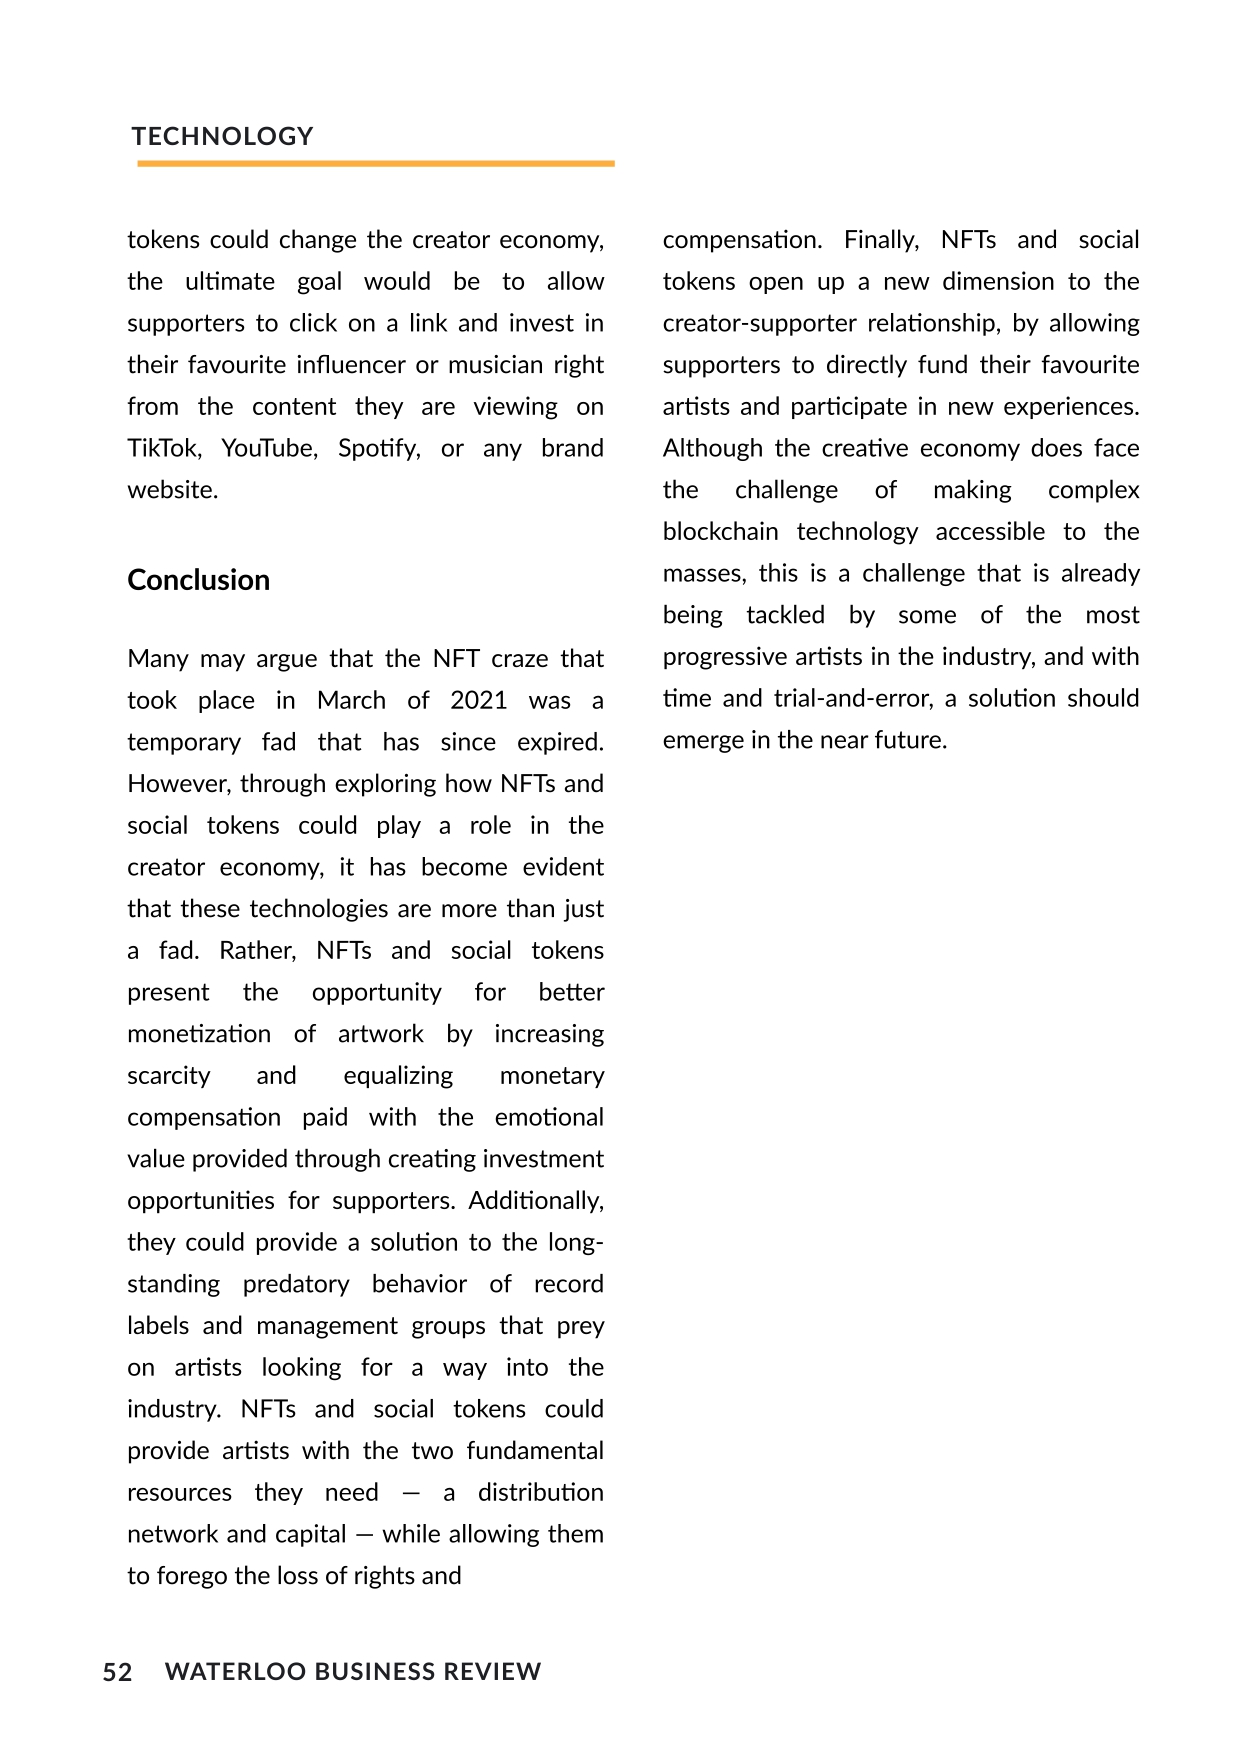 TECHNOLOGY
tokens could change the creator economy,
the ultimate goal would be to allow
supporters to click on a link and invest in
their favourite influencer or musician right
from the content they are viewing on
TikTok, YouTube, Spotify, or any brand
website.
Conclusion
Many may argue that the NFT craze that
took place in March of 2021 was a
temporary fad that has since expired.
However, through exploring how NFTs and
social tokens could play a role in the
creator economy, it has become evident
that these technologies are more than just
a fad. Rather, NFTs and social tokens
present the opportunity for better
monetization of artwork by increasing
scarcity and equalizing monetary
compensation paid with the emotional
value provided through creating investment
opportunities for supporters. Additionally,
they could provide a solution to the long-
standing predatory behavior of record
labels and management groups that prey
on artists looking for a way into the
industry. NFTs and social tokens could
provide artists with the two fundamental
resources they need — a distribution
network and capital — while allowing them
to forego the loss of rights and
compensation. Finally, NFTs and social
tokens open up a new dimension to the
creator-supporter relationship, by allowing
supporters to directly fund their favourite
artists and participate in new experiences.
Although the creative economy does face
the challenge of making complex
blockchain technology accessible to the
masses, this is a challenge that is already
being tackled by some of the most
progressive artists in the industry, and with
time and trial-and-error, a solution should
emerge in the near future.
52 WATERLOO BUSINESS REVIEW